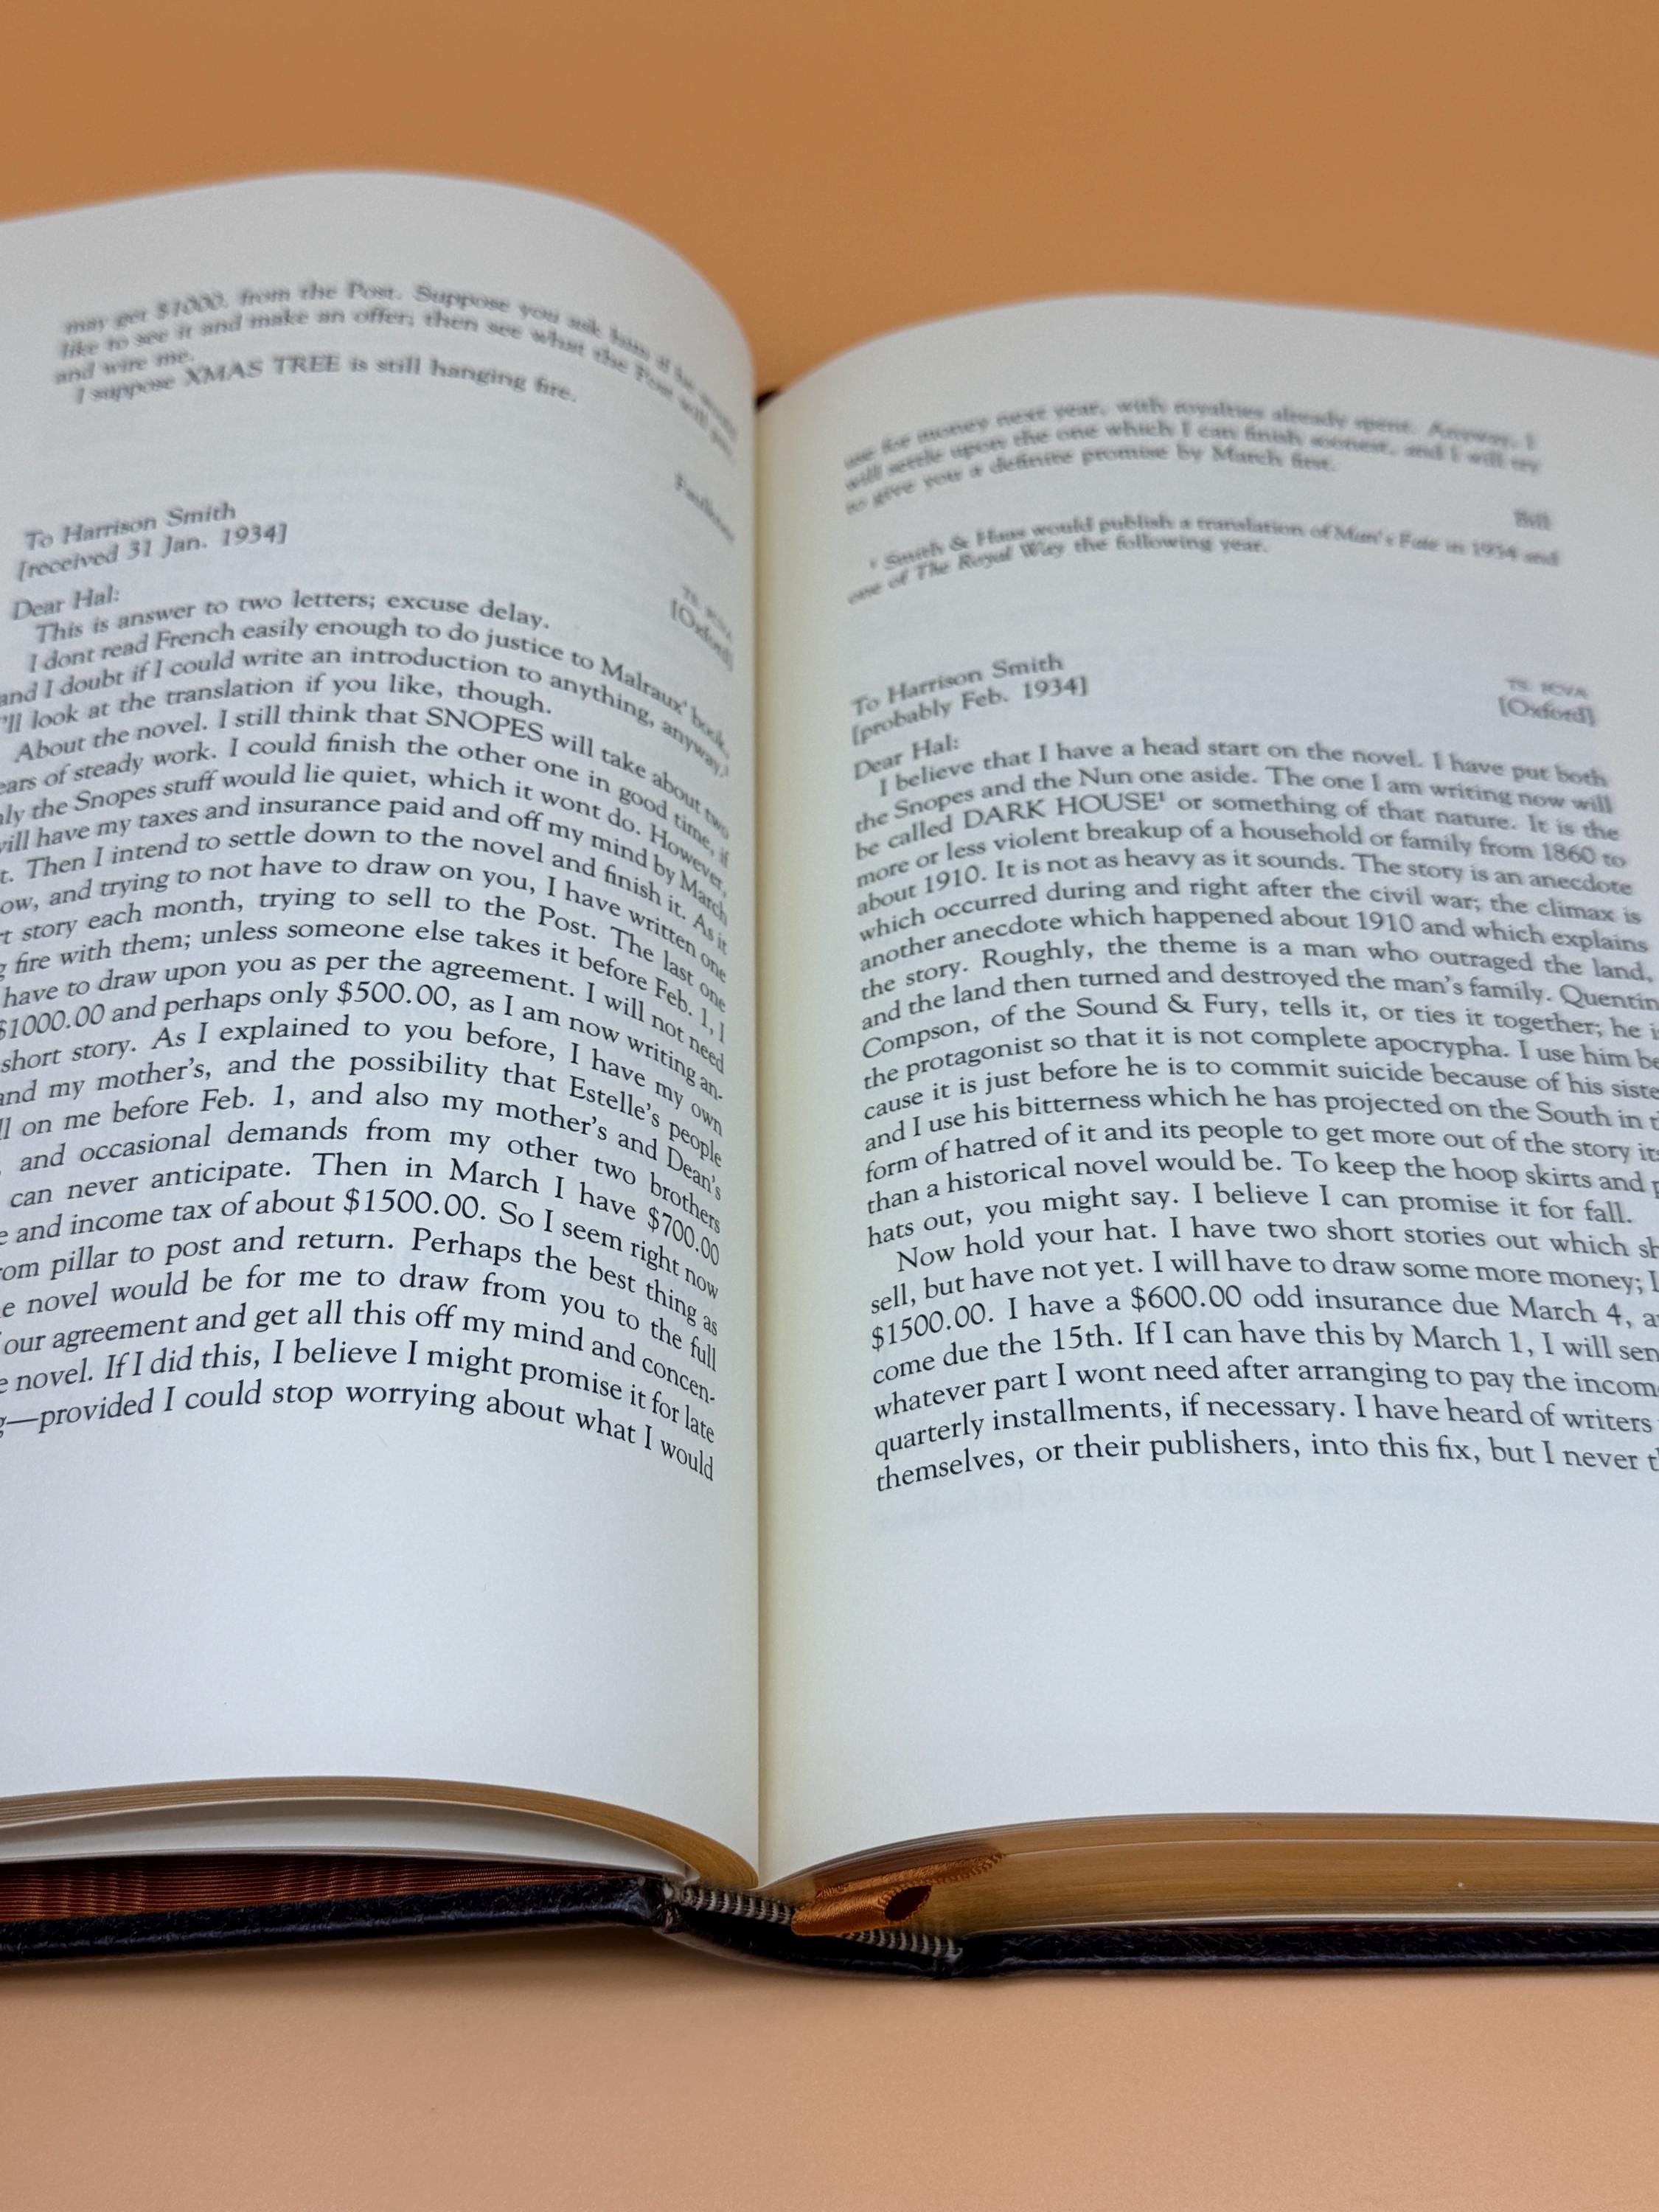 may get $1000. from the Post. Suppose you ask him if he would
like to see it and make an offer; then see what the Post will pay,
and wire me.
I suppose XMAS TREE is still hanging fire.
Faulkner
To Harrison Smith
[received 31 Jan. 1934]
TS. JCVA
[Oxford]
Dear Hal:
This is answer to two letters; excuse delay.
I dont read French easily enough to do justice to Malraux' book,
and I doubt if I could write an introduction to anything, anyway.¹
I'll look at the translation if you like, though.
About the novel. I still think that SNOPES will take about two
ears of steady work. I could finish the other one in good time, if
ly the Snopes stuff would lie quiet, which it wont do. However,
will have my taxes and insurance paid and off my mind by March
t. Then I intend to settle down to the novel and finish it. As it
ow, and trying to not have to draw on you, I have written one
rt story each month, trying to sell to the Post. The last one
g fire with them; unless someone else takes it before Feb. 1, I
have to draw upon you as per the agreement. I will not need
$1000.00 and perhaps only $500.00, as I am now writing an-
short story. As I explained to you before, I have my own
and my mother's, and the possibility that Estelle's people
ll on me before Feb. 1, and also my mother's and Dean's
, and occasional demands from my other two brothers
can never anticipate. Then in March I have $700.00
e and income tax of about $1500.00. So I seem right now
om pillar to post and return. Perhaps the best thing as
e novel would be for me to draw from you to the full
our agreement and get all this off my mind and concen-
e novel. If I did this, I believe I might promise it for late
g—provided I could stop worrying about what I would
use for money next year, with royalties already spent. Anyway, I
will settle upon the one which I can finish soonest, and I will try
to give you a definite promise by March first.
Bill
¹ Smith & Haas would publish a translation of Man's Fate in 1934 and
one of The Royal Way the following year.
To Harrison Smith
[probably Feb. 1934]
TS. JCVA
[Oxford]
Dear Hal:
I believe that I have a head start on the novel. I have put both
the Snopes and the Nun one aside. The one I am writing now will
be called DARK HOUSE¹ or something of that nature. It is the
more or less violent breakup of a household or family from 1860 to
about 1910. It is not as heavy as it sounds. The story is an anecdote
which occurred during and right after the civil war; the climax is
another anecdote which happened about 1910 and which explains
the story. Roughly, the theme is a man who outraged the land,
and the land then turned and destroyed the man's family. Quentin
Compson, of the Sound & Fury, tells it, or ties it together; he i
the protagonist so that it is not complete apocrypha. I use him be
cause it is just before he is to commit suicide because of his siste
and I use his bitterness which he has projected on the South in t
form of hatred of it and its people to get more out of the story its
than a historical novel would be. To keep the hoop skirts and p
hats out, you might say. I believe I can promise it for fall.
Now hold your hat. I have two short stories out which sh
sell, but have not yet. I will have to draw some more money; I
$1500.00. I have a $600.00 odd insurance due March 4, a
come due the 15th. If I can have this by March 1, I will sen
whatever part I wont need after arranging to pay the incom
quarterly installments, if necessary. I have heard of writers
themselves, or their publishers, into this fix, but I never t